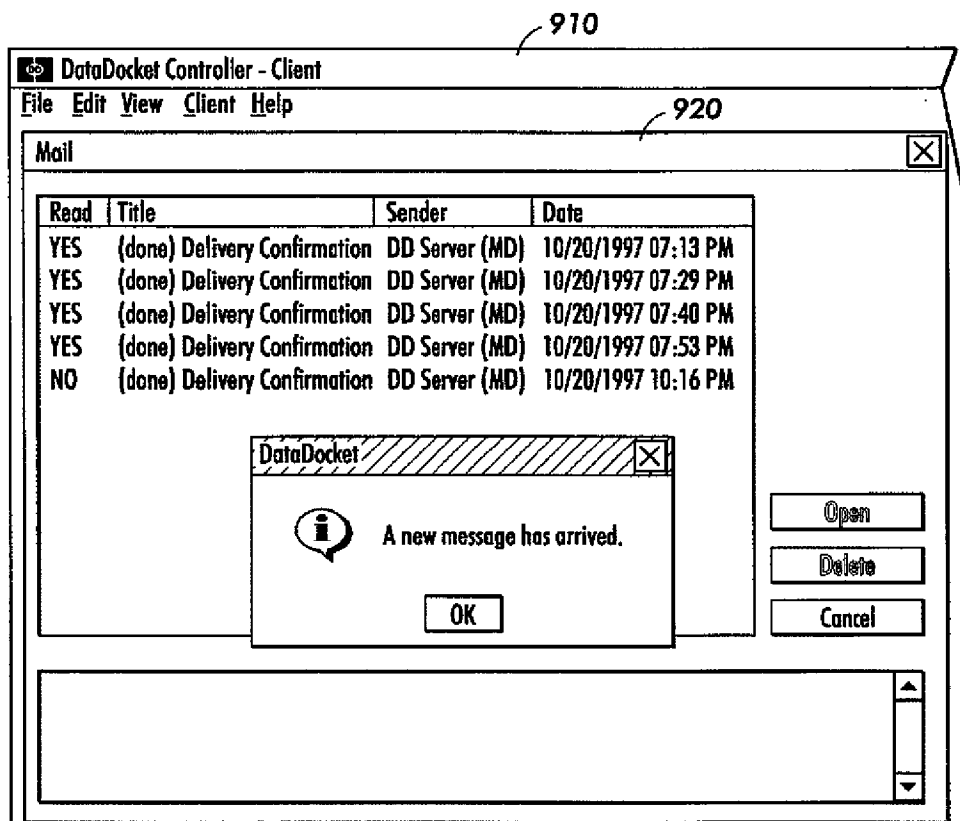 910
DataDocket Controller - Client
File Edit View Client Help
920
Mail
Read Title Sender Date
YES (done) Delivery Confirmation DD Server (MD) 10/20/1997 07:13 PM
YES (done) Delivery Confirmation DD Server (MD) 10/20/1997 07:29 PM
YES (done) Delivery Confirmation DD Server (MD) 10/20/1997 07:40 PM
YES (done) Delivery Confirmation DD Server (MD) 10/20/1997 07:53 PM
NO (done) Delivery Confirmation DD Server (MD) 10/20/1997 10:16 PM
DataDocket
A new message has arrived.
OK
Open
Delete
Cancel